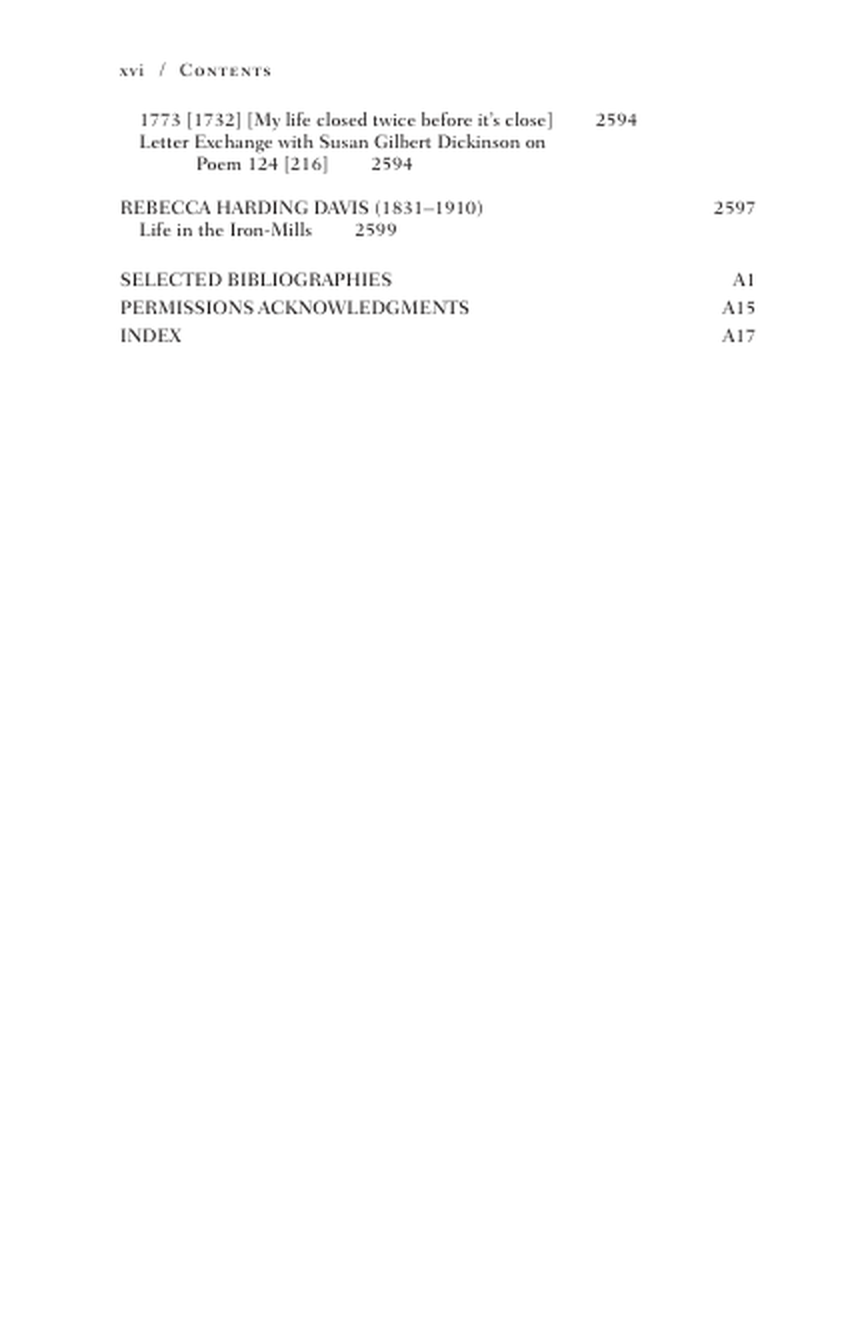 xvi / Contents
1773 [1732] [My life closed twice before it's close] 2594
Letter Exchange with Susan Gilbert Dickinson on
Poem 124 [216] 2594
REBECCA HARDING DAVIS (1831–1910) 2597
Life in the Iron-Mills 2599
SELECTED BIBLIOGRAPHIES A1
PERMISSIONS ACKNOWLEDGMENTS A15
INDEX A17